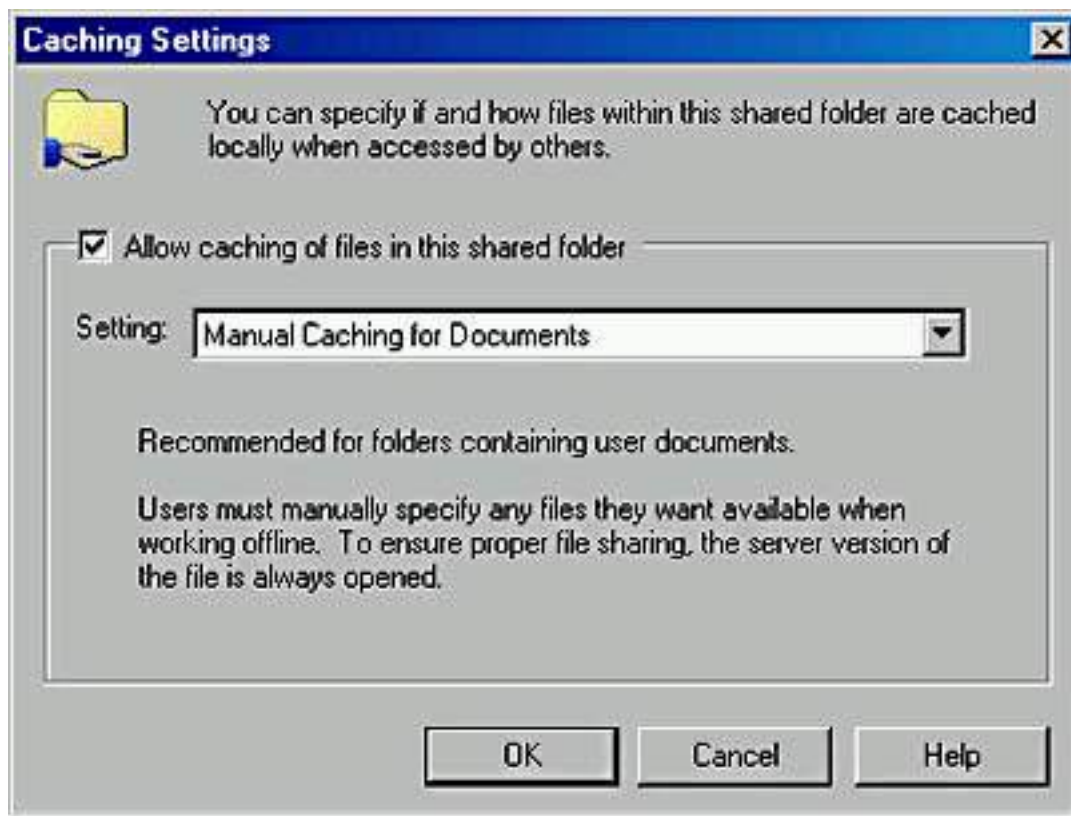 Caching Settings
You can specify if and how files within this shared folder are cached
locally when accessed by others.
Allow caching of files in this shared folder
Setting: Manual Caching for Documents
Recommended for folders containing user documents.
Users must manually specify any files they want available when
working offline. To ensure proper file sharing, the server version of
the file is always opened.
OK Cancel Help